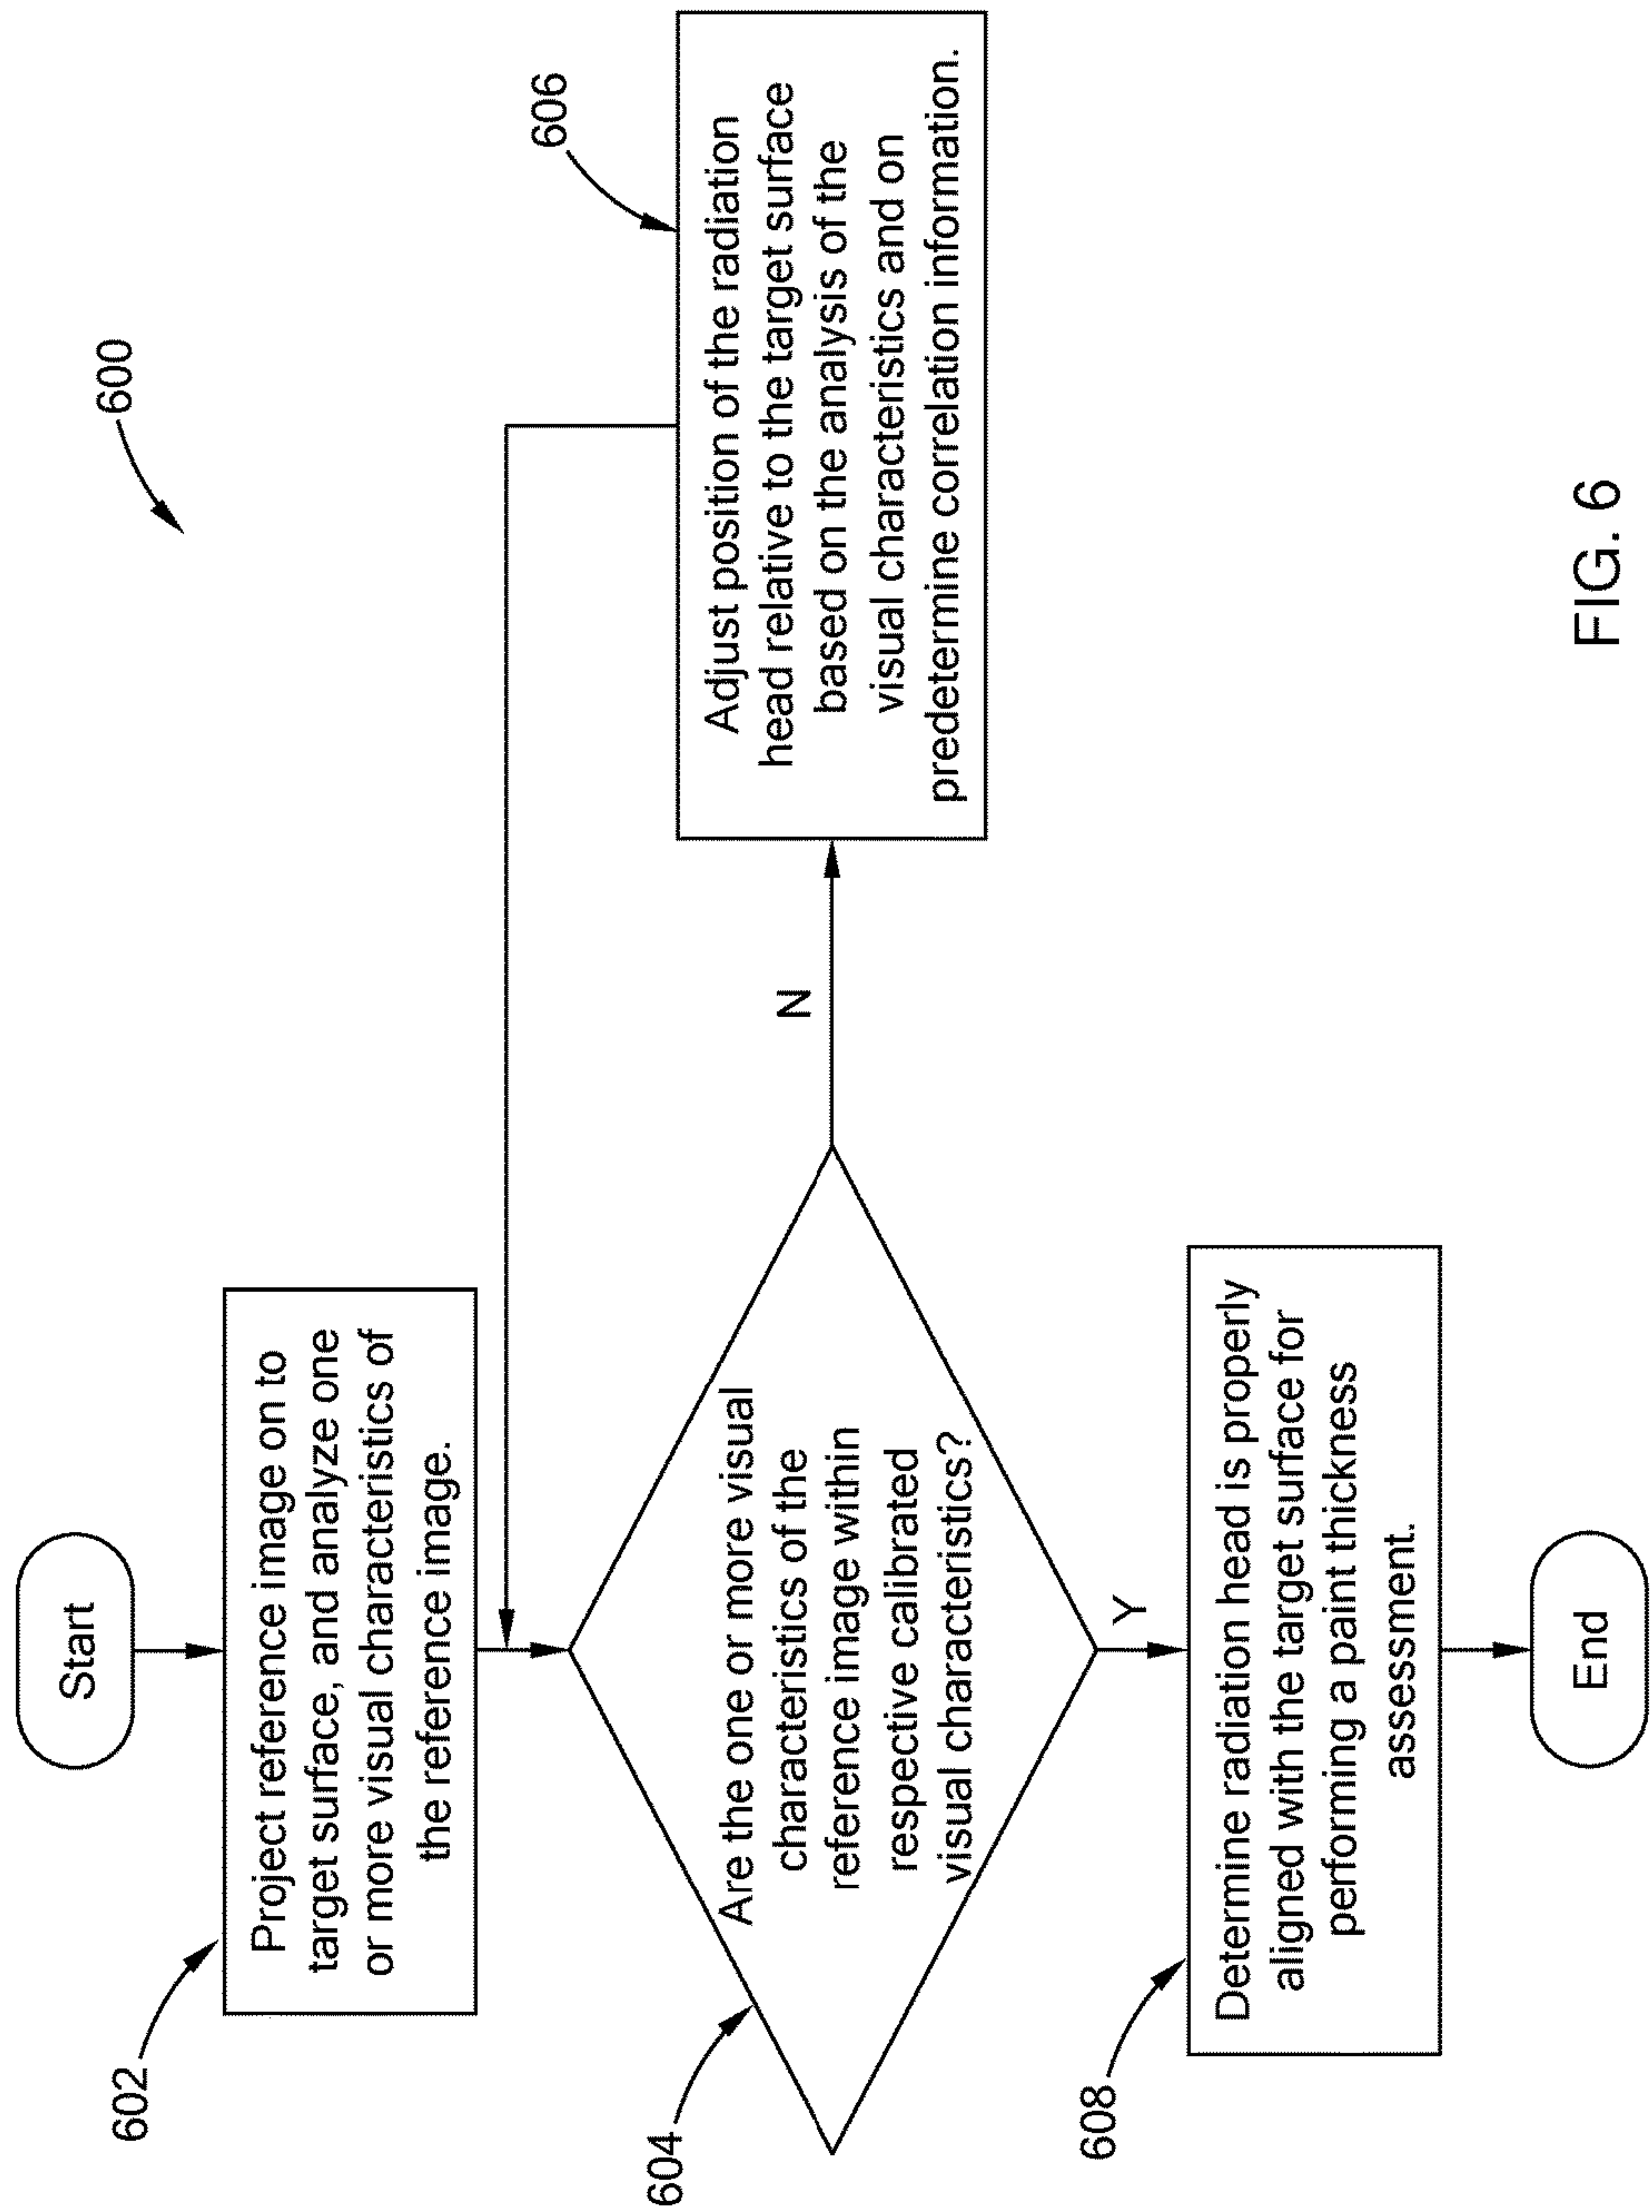 600
Start
602
Project reference image on to
target surface, and analyze one
or more visual characteristics of
the reference image.
604
Are the one or more visual
characteristics of the
reference image within
respective calibrated
visual characteristics?
N
606
Adjust position of the radiation
head relative to the target surface
based on the analysis of the
visual characteristics and on
predetermine correlation information.
Y
608
Determine radiation head is properly
aligned with the target surface for
performing a paint thickness
assessment.
End
FIG. 6